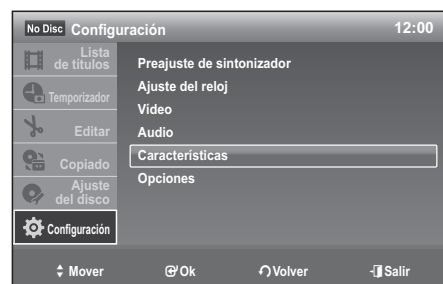 No Disc Configuración 12:00
Lista
de títulos
Temporizador
Editar
Copiado
Ajuste
del disco
Configuración
Preajuste de sintonizador
Ajuste del reloj
Video
Audio
Características
Opciones
Mover Ok Volver Salir